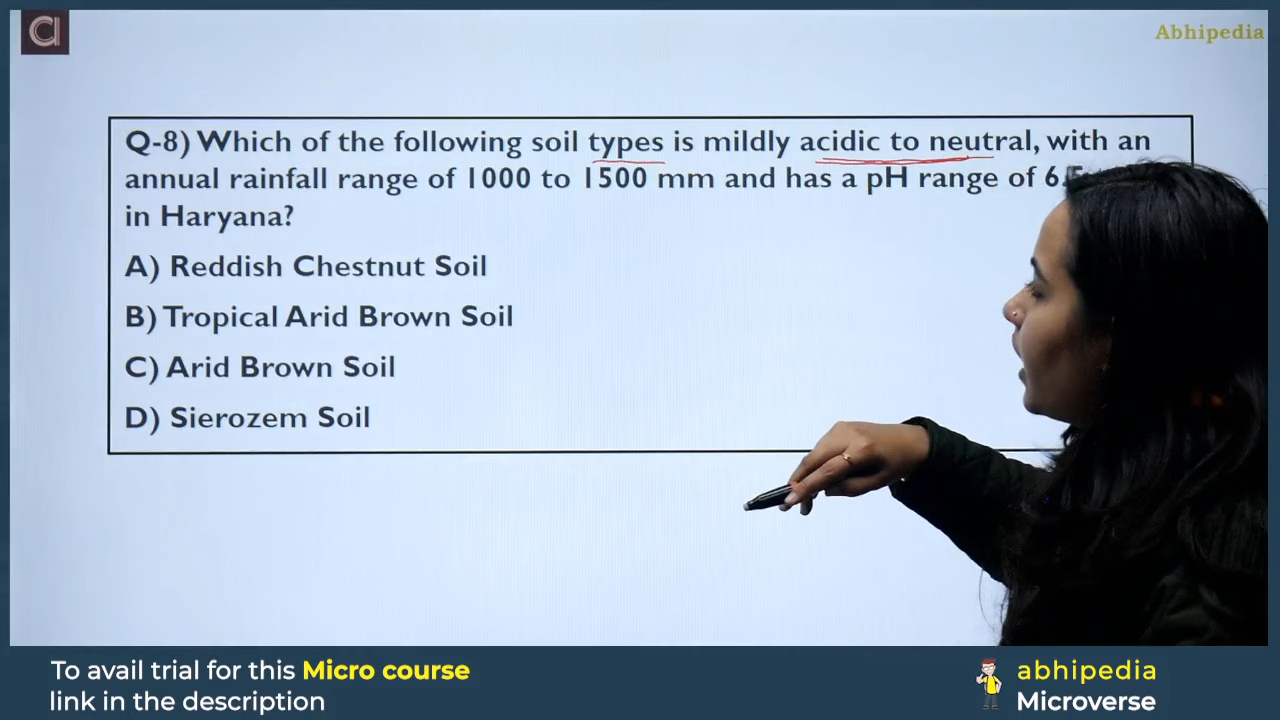 Abhipedia
Q-8) Which of the following soil types is mildly acidic to neutral, with an
annual rainfall range of 1000 to 1500 mm and has a pH range of
in Haryana?
A) Reddish Chestnut Soil
B) Tropical Arid Brown Soil
C) Arid Brown Soil
D) Sierozem Soil
To avail trial for this Micro course
link in the description
abhipedia
Microverse